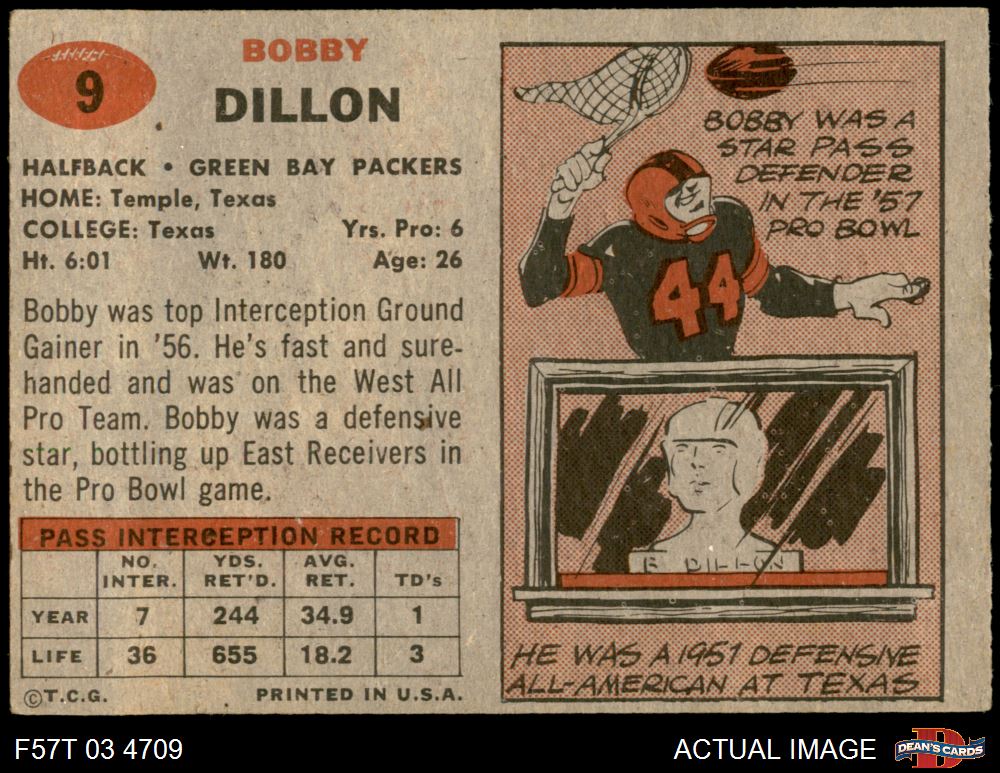 9
BOBBY
DILLON
HALFBACK • GREEN BAY PACKERS
HOME: Temple, Texas
COLLEGE: Texas Yrs. Pro: 6
Ht. 6:01 Wt. 180 Age: 26
Bobby was top Interception Ground
Gainer in '56. He's fast and sure-
handed and was on the West All
Pro Team. Bobby was a defensive
star, bottling up East Receivers in
the Pro Bowl game.
PASS INTERCEPTION RECORD
NO. INTER. YDS. RET'D. AVG. RET. TD's
YEAR 7 244 34.9 1
LIFE 36 655 18.2 3
©T.C.G. PRINTED IN U.S.A.
BOBBY WAS A
STAR PASS
DEFENDER
IN THE '57
PRO BOWL
44
B. DILLON
HE WAS A 1951 DEFENSIVE
ALL-AMERICAN AT TEXAS
F57T 03 4709 ACTUAL IMAGE
D
DEAN'S CARDS